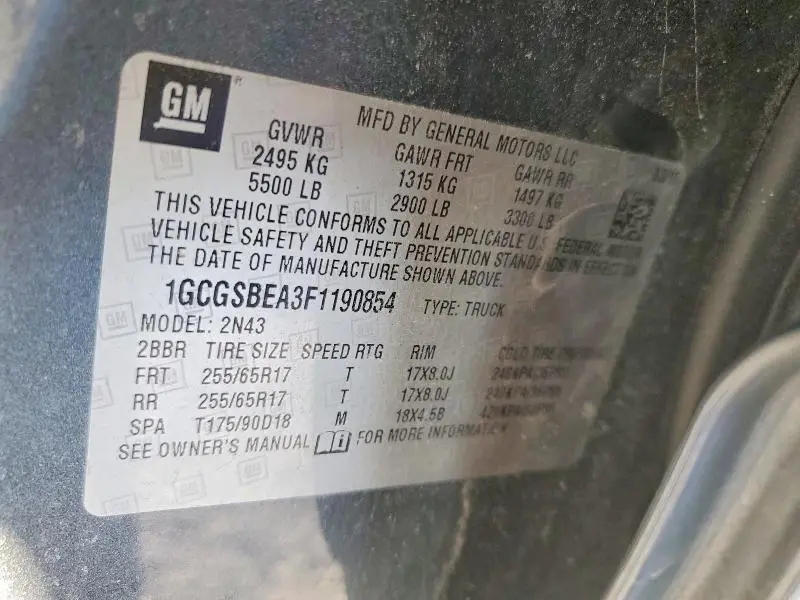 GM
MFD BY GENERAL MOTORS LLC
GVWR GAWR FRT GAWR RR
2495 KG 1315 KG 1497 KG
5500 LB 2900 LB 3300 LB
THIS VEHICLE CONFORMS TO ALL APPLICABLE U.S. FEDERAL MOTOR
VEHICLE SAFETY AND THEFT PREVENTION STANDARDS IN EFFECT ON
THE DATE OF MANUFACTURE SHOWN ABOVE.
1GCGSBEA3F1190854 TYPE: TRUCK
MODEL: 2N43
2BBR TIRE SIZE SPEED RTG RIM COLD TIRE
FRT 255/65R17 T 17X8.0J
RR 255/65R17 T 17X8.0J
SPA T175/90D18 M 18X4.5B
SEE OWNER'S MANUAL FOR MORE INFORMATION